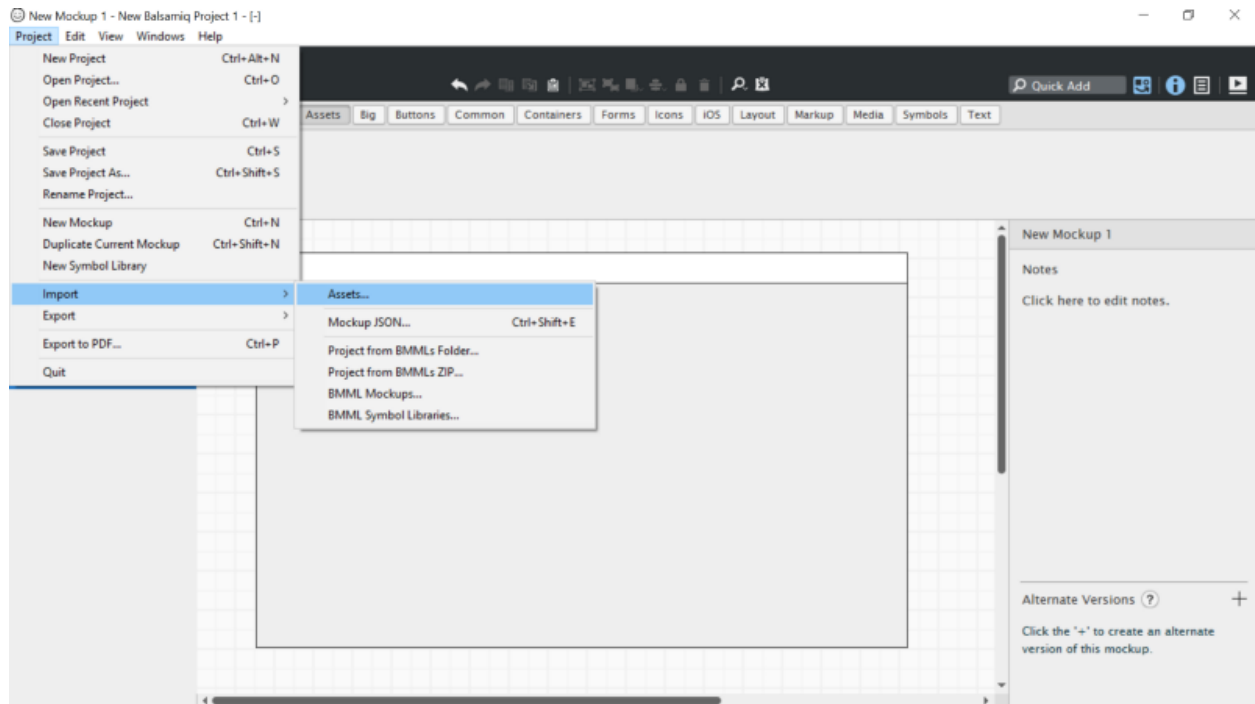 New Mockup 1 - New Balsamiq Project 1 - [-]
Project Edit View Windows Help
New Project Ctrl+Alt+N
Open Project... Ctrl+O
Open Recent Project >
Close Project Ctrl+W
Save Project Ctrl+S
Save Project As... Ctrl+Shift+S
Rename Project...
New Mockup Ctrl+N
Duplicate Current Mockup Ctrl+Shift+N
New Symbol Library
Import >
Export >
Export to PDF... Ctrl+P
Quit
Quick Add
Assets Big Buttons Common Containers Forms Icons iOS Layout Markup Media Symbols Text
Assets...
Mockup JSON... Ctrl+Shift+E
Project from BMMLs Folder...
Project from BMMLs ZIP...
BMML Mockups...
BMML Symbol Libraries...
New Mockup 1
Notes
Click here to edit notes.
Alternate Versions ? +
Click the '+' to create an alternate
version of this mockup.